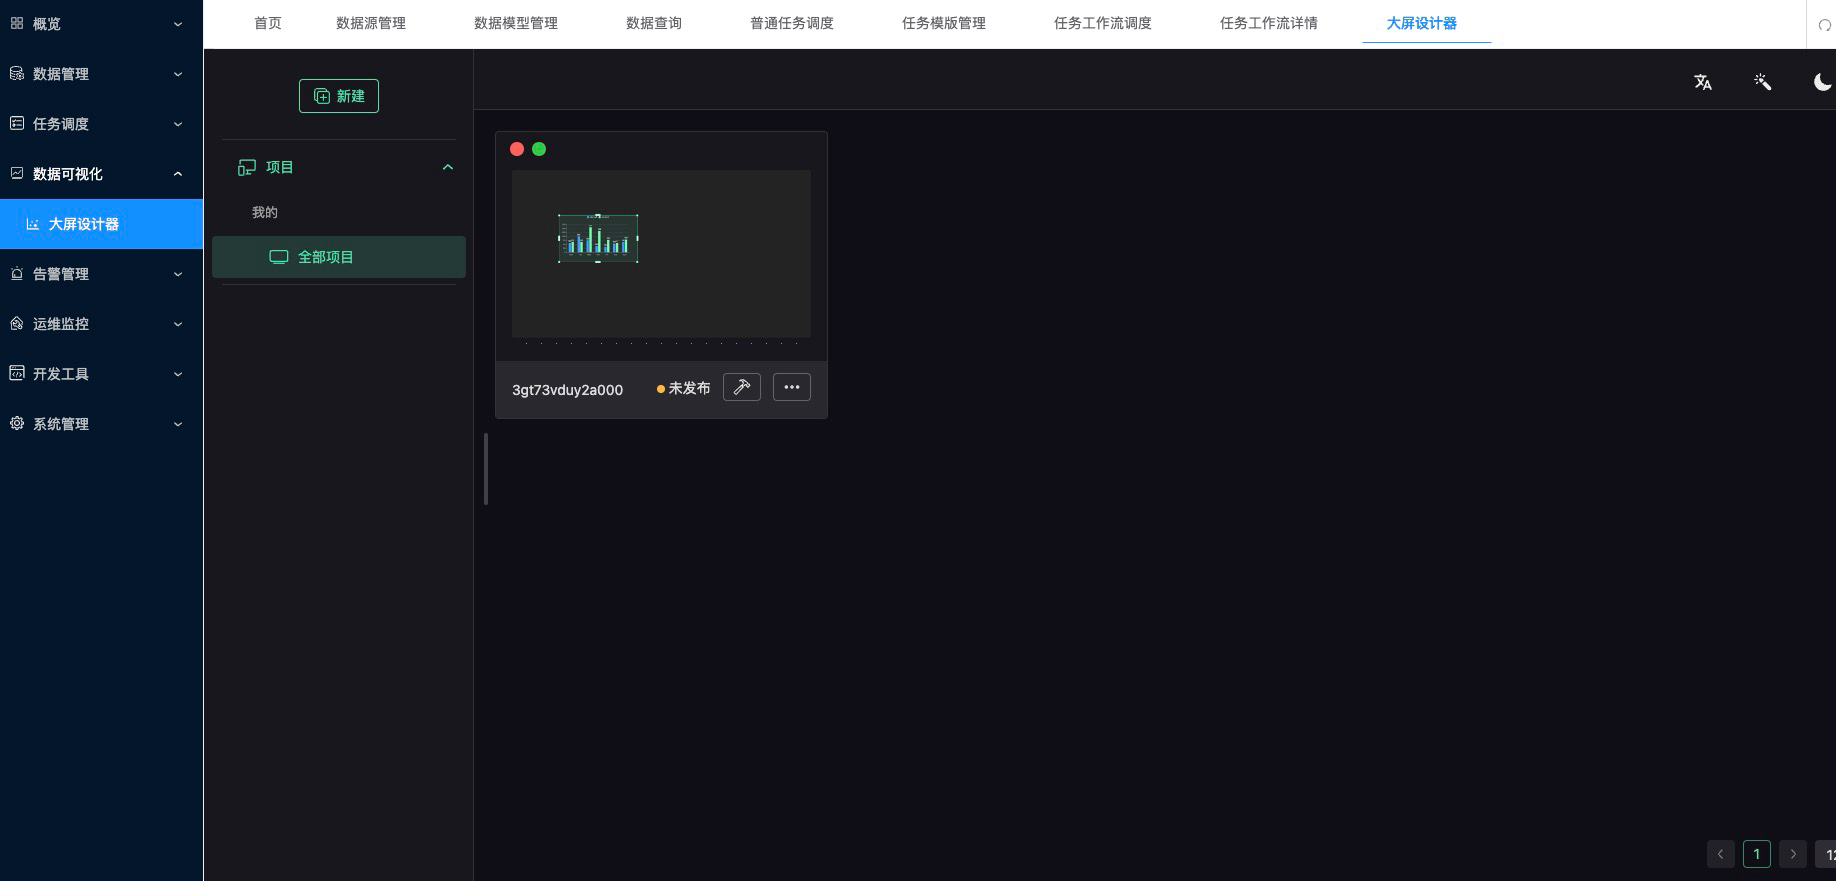 概览
数据管理
任务调度
数据可视化
大屏设计器
告警管理
运维监控
开发工具
系统管理
首页 数据源管理 数据模型管理 数据查询 普通任务调度 任务模版管理 任务工作流调度 任务工作流详情 大屏设计器
新建
项目
我的
全部项目
3gt73vduy2a000 未发布
1